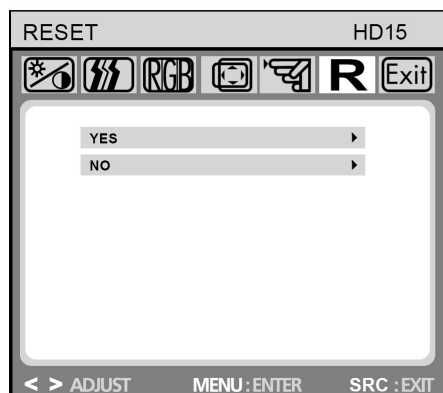 RESET HD15
RGB R Exit
YES
NO
< > ADJUST MENU : ENTER SRC : EXIT